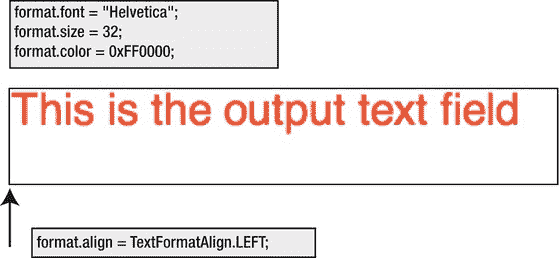 format.font = "Helvetica";
format.size = 32;
format.color = 0xFF0000;
This is the output text field
format.align = TextFormatAlign.LEFT;